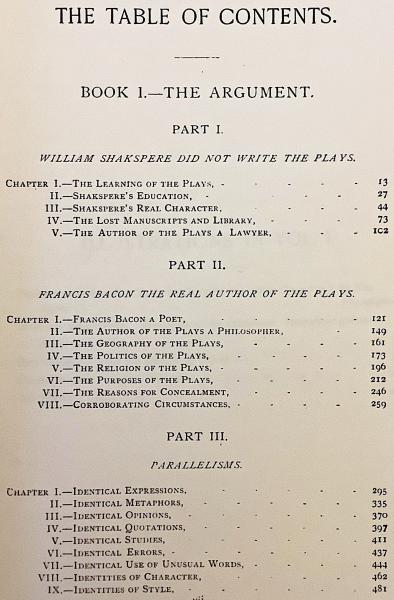 THE TABLE OF CONTENTS.
BOOK I.—THE ARGUMENT.
PART I.
WILLIAM SHAKSPERE DID NOT WRITE THE PLAYS.
CHAPTER I.—THE LEARNING OF THE PLAYS, - - - - - 13
II.—SHAKSPERE'S EDUCATION, - - - - - 27
III.—SHAKSPERE'S REAL CHARACTER, - - - - 44
IV.—THE LOST MANUSCRIPTS AND LIBRARY, - - - - 73
V.—THE AUTHOR OF THE PLAYS A LAWYER, - - - 102
PART II.
FRANCIS BACON THE REAL AUTHOR OF THE PLAYS.
CHAPTER I.—FRANCIS BACON A POET, - - - - - 121
II.—THE AUTHOR OF THE PLAYS A PHILOSOPHER, - - - 149
III.—THE GEOGRAPHY OF THE PLAYS, - - - - 161
IV.—THE POLITICS OF THE PLAYS, - - - - - 173
V.—THE RELIGION OF THE PLAYS, - - - - - 196
VI.—THE PURPOSES OF THE PLAYS, - - - - - 212
VII.—THE REASONS FOR CONCEALMENT, - - - - 246
VIII.—CORROBORATING CIRCUMSTANCES, - - - - - 259
PART III.
PARALLELISMS.
CHAPTER I.—IDENTICAL EXPRESSIONS, - - - - - 295
II.—IDENTICAL METAPHORS, - - - - - - 335
III.—IDENTICAL OPINIONS, - - - - - - 370
IV.—IDENTICAL QUOTATIONS, - - - - - - 397
V.—IDENTICAL STUDIES, - - - - - - 411
VI.—IDENTICAL ERRORS, - - - - - - 437
VII.—IDENTICAL USE OF UNUSUAL WORDS, - - - - 444
VIII.—IDENTITIES OF CHARACTER, - - - - - 462
IX.—IDENTITIES OF STYLE, - - - - - - 481